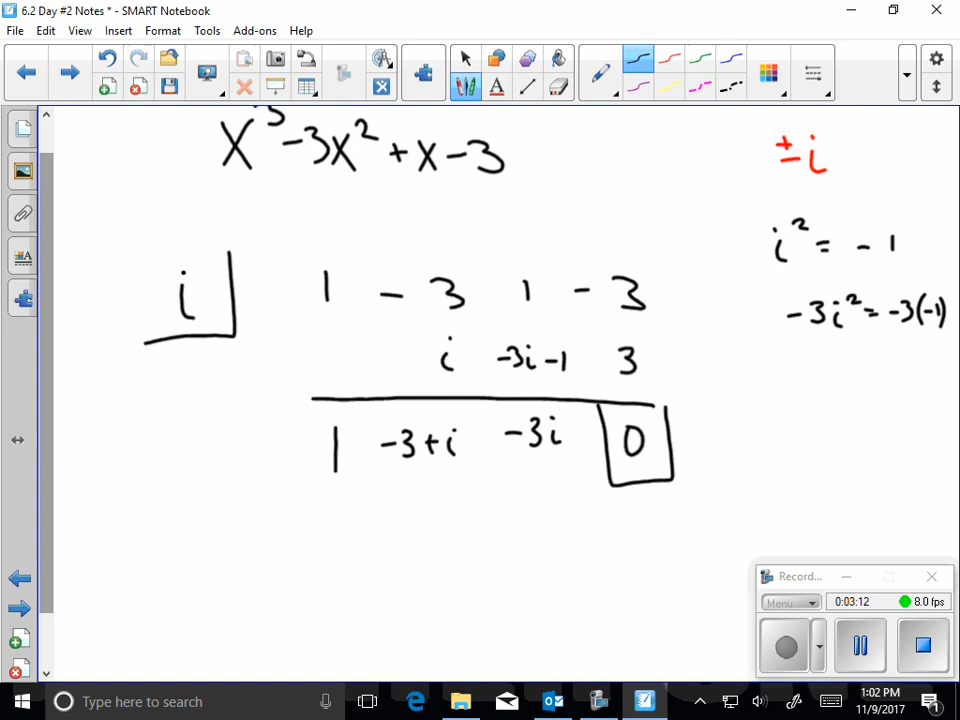 6.2 Day #2 Notes * - SMART Notebook
File Edit View Insert Format Tools Add-ons Help
x³ -3x² + x - 3
± i
i² = - 1
-3i² = -3(-1)
i 1 - 3 1 - 3
i -3i -1 3
1 -3+i -3i 0
Record...
Menu 0:03:12 8.0 fps
Type here to search
1:02 PM
11/9/2017